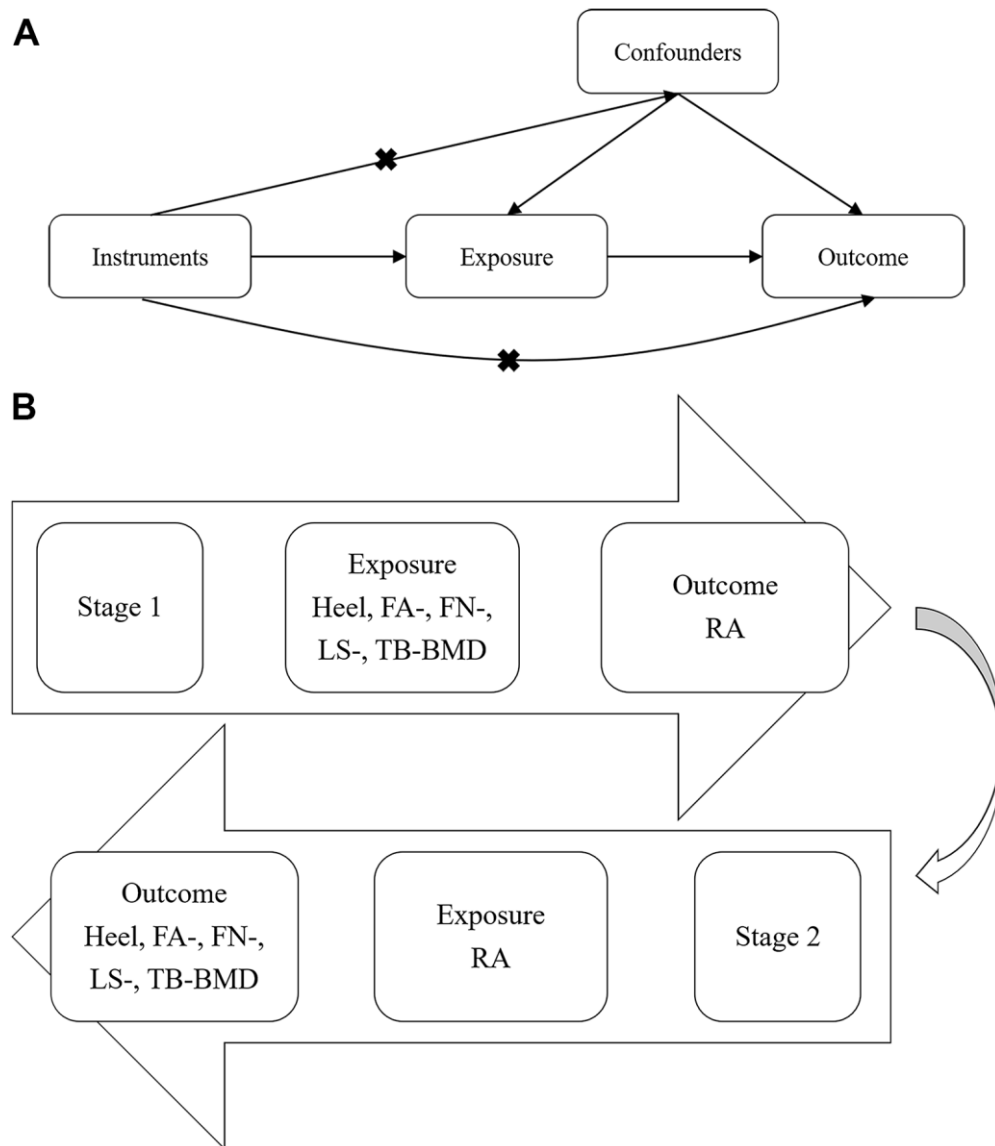 A
Confounders
Instruments
Exposure
Outcome
B
Stage 1
Exposure
Heel, FA-, FN-,
LS-, TB-BMD
Outcome
RA
Outcome
Heel, FA-, FN-,
LS-, TB-BMD
Exposure
RA
Stage 2